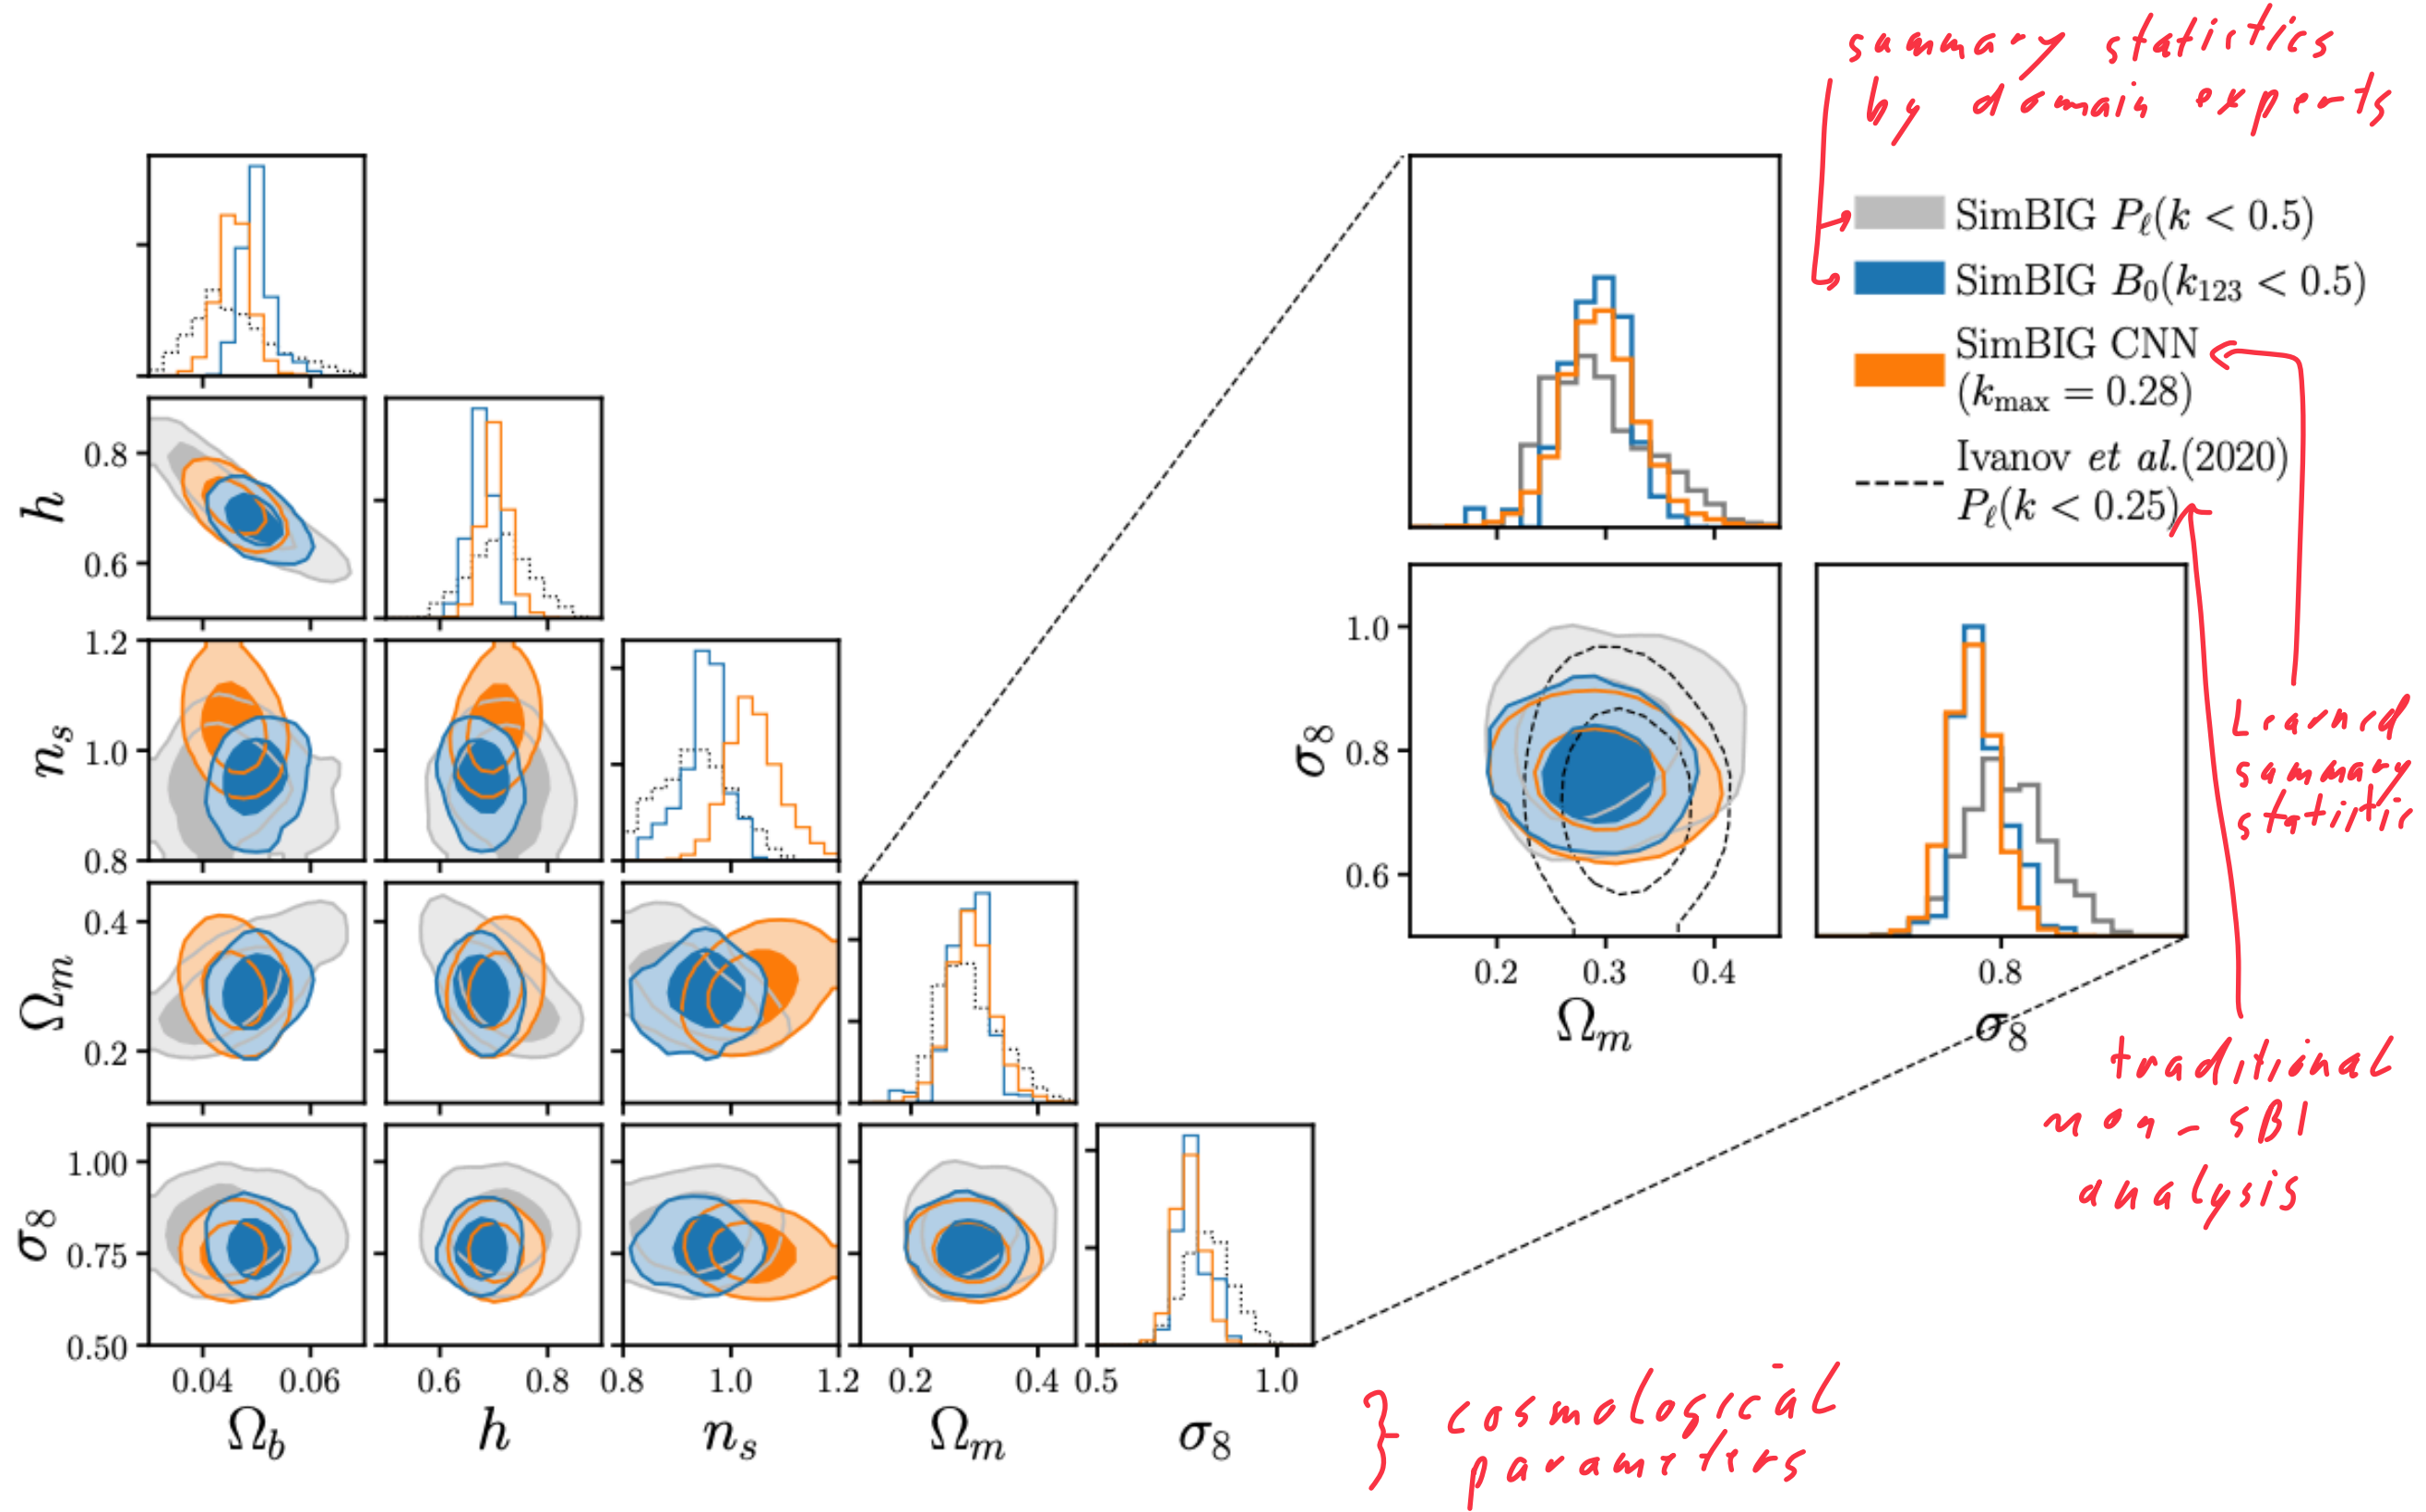 summary statistics
by domain experts
SimBIG Pℓ(k < 0.5)
SimBIG B₀(k₁₂₃ < 0.5)
SimBIG CNN
(kₘₐₓ = 0.28)
Ivanov et al.(2020)
Pℓ(k < 0.25)
h
0.8
0.6
nₛ
1.2
1.0
0.8
Ωₘ
0.4
0.2
σ₈
1.00
0.75
0.50
0.04 0.06 0.6 0.8 0.8 1.0 1.2 0.2 0.4 0.5 1.0
Ω_b h nₛ Ωₘ σ₈
σ₈
1.0
0.8
0.6
0.2 0.3 0.4 0.8
Ωₘ σ₈
Learned
summary
statistic
traditional
non-SBI
analysis
} cosmological
parameters